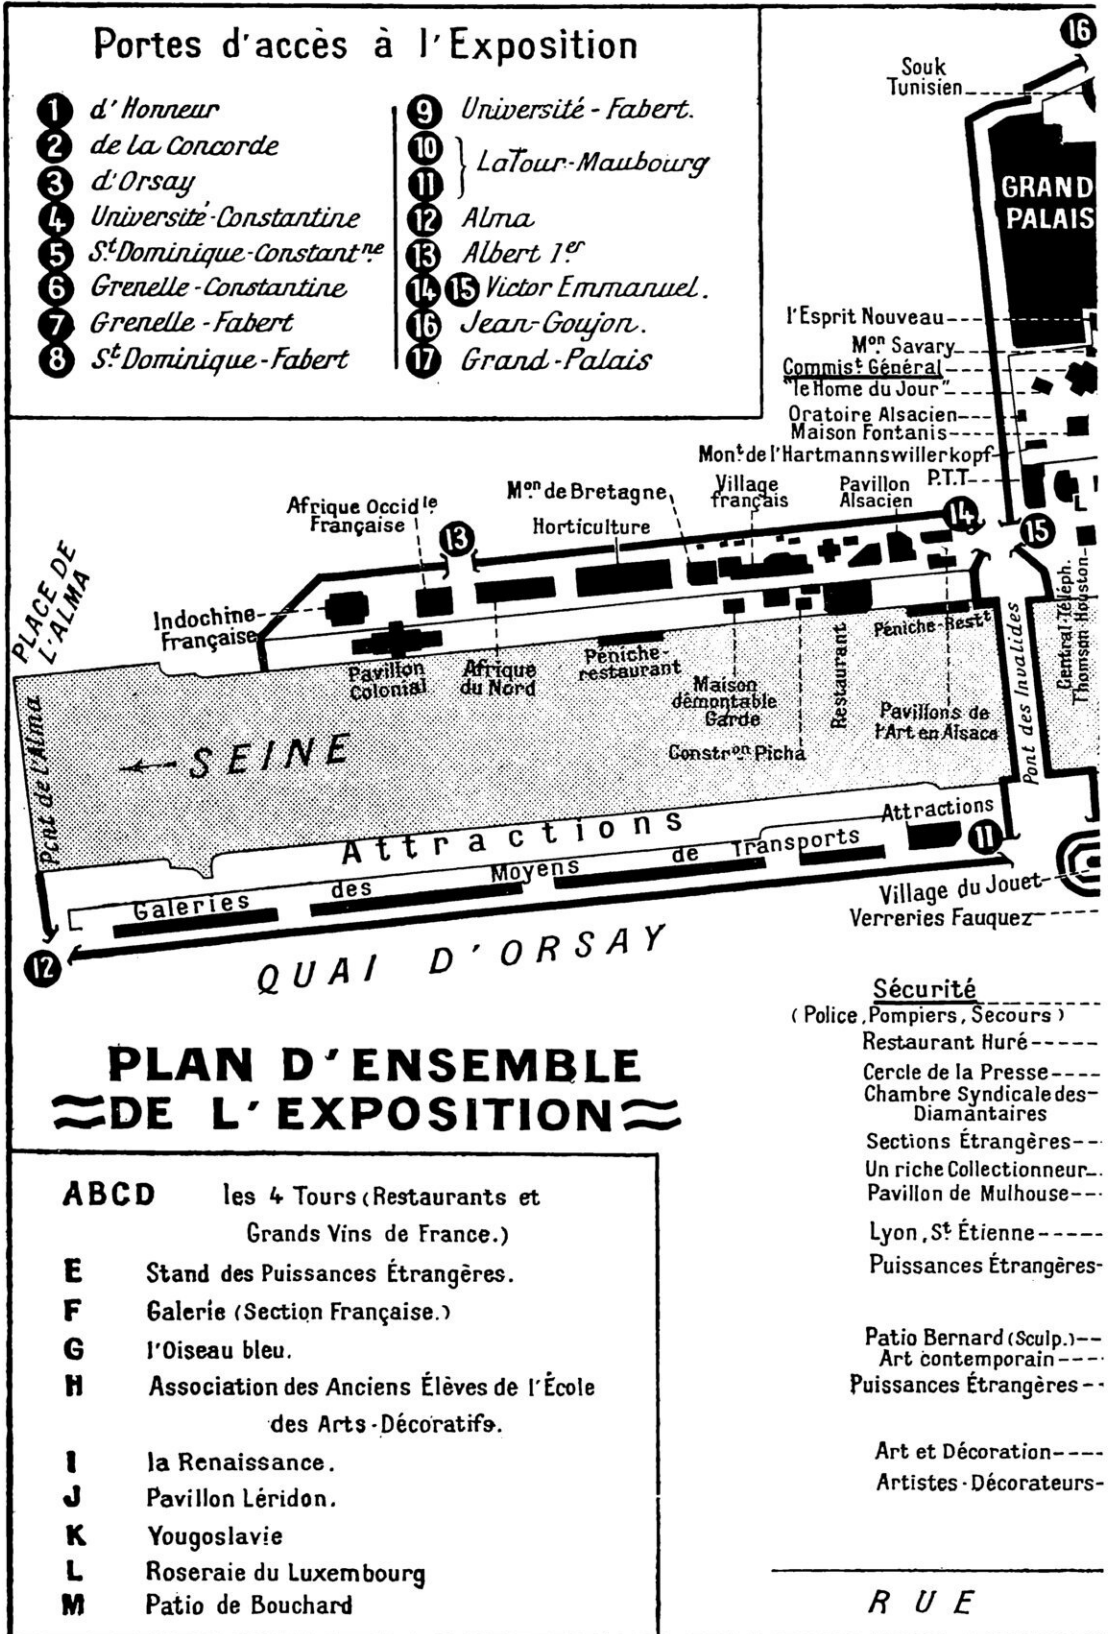 Portes d'accès à l'Exposition
1 d'Honneur
2 de la Concorde
3 d'Orsay
4 Université-Constantine
5 St Dominique-Constantne
6 Grenelle-Constantine
7 Grenelle-Fabert
8 St Dominique-Fabert
9 Université-Fabert.
10
11 LaTour-Maubourg
12 Alma
13 Albert 1er
14 15 Victor Emmanuel.
16 Jean-Goujon.
17 Grand-Palais
16
Souk
Tunisien
GRAND
PALAIS
l'Esprit Nouveau
Mon Savary
Commist Général
"le Home du Jour"
Oratoire Alsacien
Maison Fontanis
Mont de l'Hartmannswillerkopf
P.T.T
L
Afrique Occidle
Française
13
Mon de Bretagne
Horticulture
Village
français
Pavillon
Alsacien
14
15
PLACE DE
L'ALMA
Indochine
Française
Pavillon
Colonial
Afrique
du Nord
Péniche-
restaurant
Maison
démontable
Garde
Constron Picha
Restaurant
Péniche-Restt
Pavillons de
l'Art en Alsace
Pont des Invalides
Central-Téléph.
Thomson Houston
Pont de l'Alma
SEINE
Attractions
Attractions
11
Galeries des Moyens de Transports
Village du Jouet
Verreries Fauquez
12
QUAI D'ORSAY
Sécurité
(Police, Pompiers, Secours)
Restaurant Huré
Cercle de la Presse
Chambre Syndicale des
Diamantaires
Sections Étrangères
Un riche Collectionneur
Pavillon de Mulhouse
Lyon, St Étienne
Puissances Étrangères
Patio Bernard (Sculp.)
Art contemporain
Puissances Étrangères
Art et Décoration
Artistes-Décorateurs
RUE
PLAN D'ENSEMBLE
DE L'EXPOSITION
ABCD les 4 Tours (Restaurants et
Grands Vins de France.)
E Stand des Puissances Étrangères.
F Galerie (Section Française.)
G l'Oiseau bleu.
H Association des Anciens Élèves de l'École
des Arts-Décoratifs.
I la Renaissance.
J Pavillon Léridon.
K Yougoslavie
L Roseraie du Luxembourg
M Patio de Bouchard